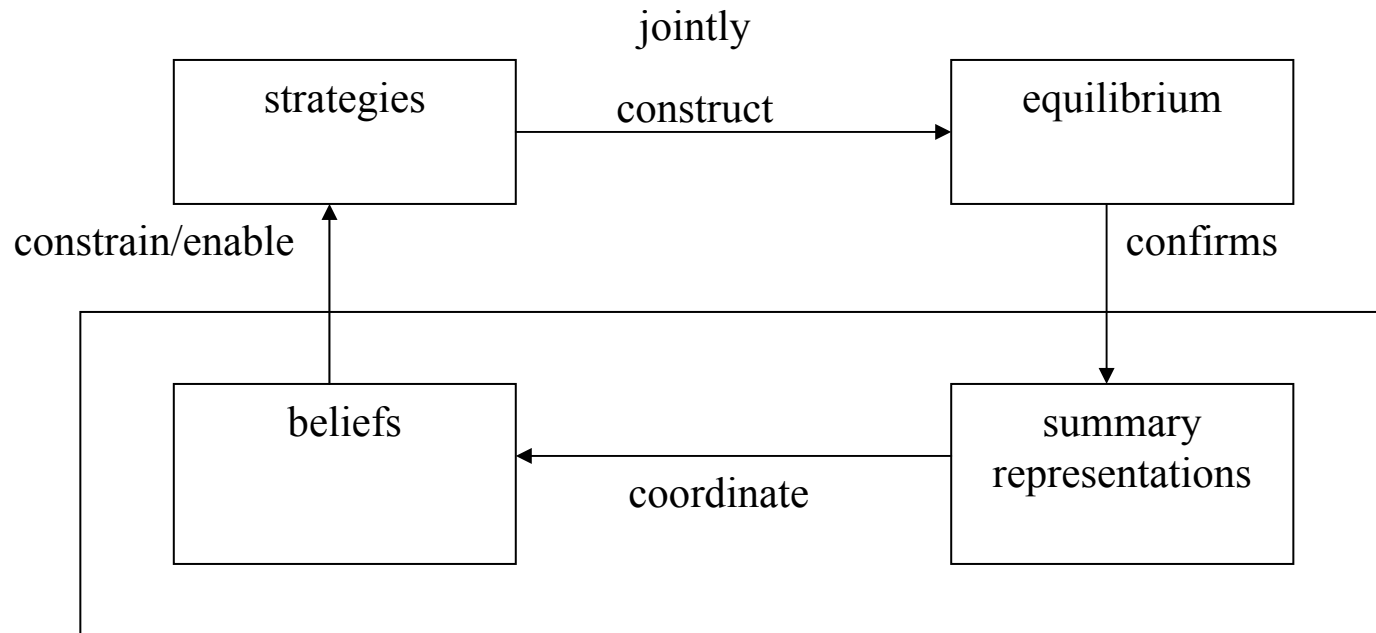 jointly
strategies
construct
equilibrium
constrain/enable
confirms
beliefs
summary
representations
coordinate